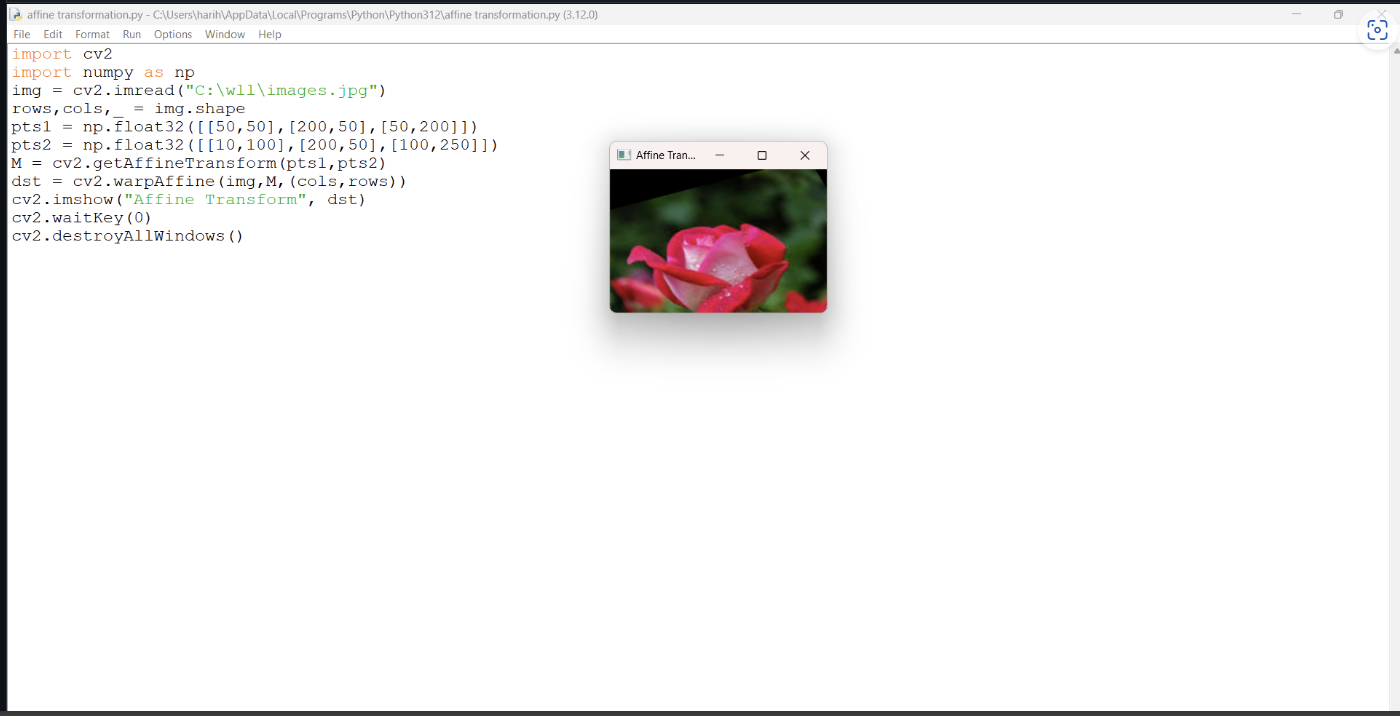 affine transformation.py - C:\Users\harih\AppData\Local\Programs\Python\Python312\affine transformation.py (3.12.0)
File Edit Format Run Options Window Help
import cv2
import numpy as np
img = cv2.imread("C:\wll\images.jpg")
rows,cols,_ = img.shape
pts1 = np.float32([[50,50],[200,50],[50,200]])
pts2 = np.float32([[10,100],[200,50],[100,250]])
M = cv2.getAffineTransform(pts1,pts2)
dst = cv2.warpAffine(img,M,(cols,rows))
cv2.imshow("Affine Transform", dst)
cv2.waitKey(0)
cv2.destroyAllWindows()
Affine Tran...